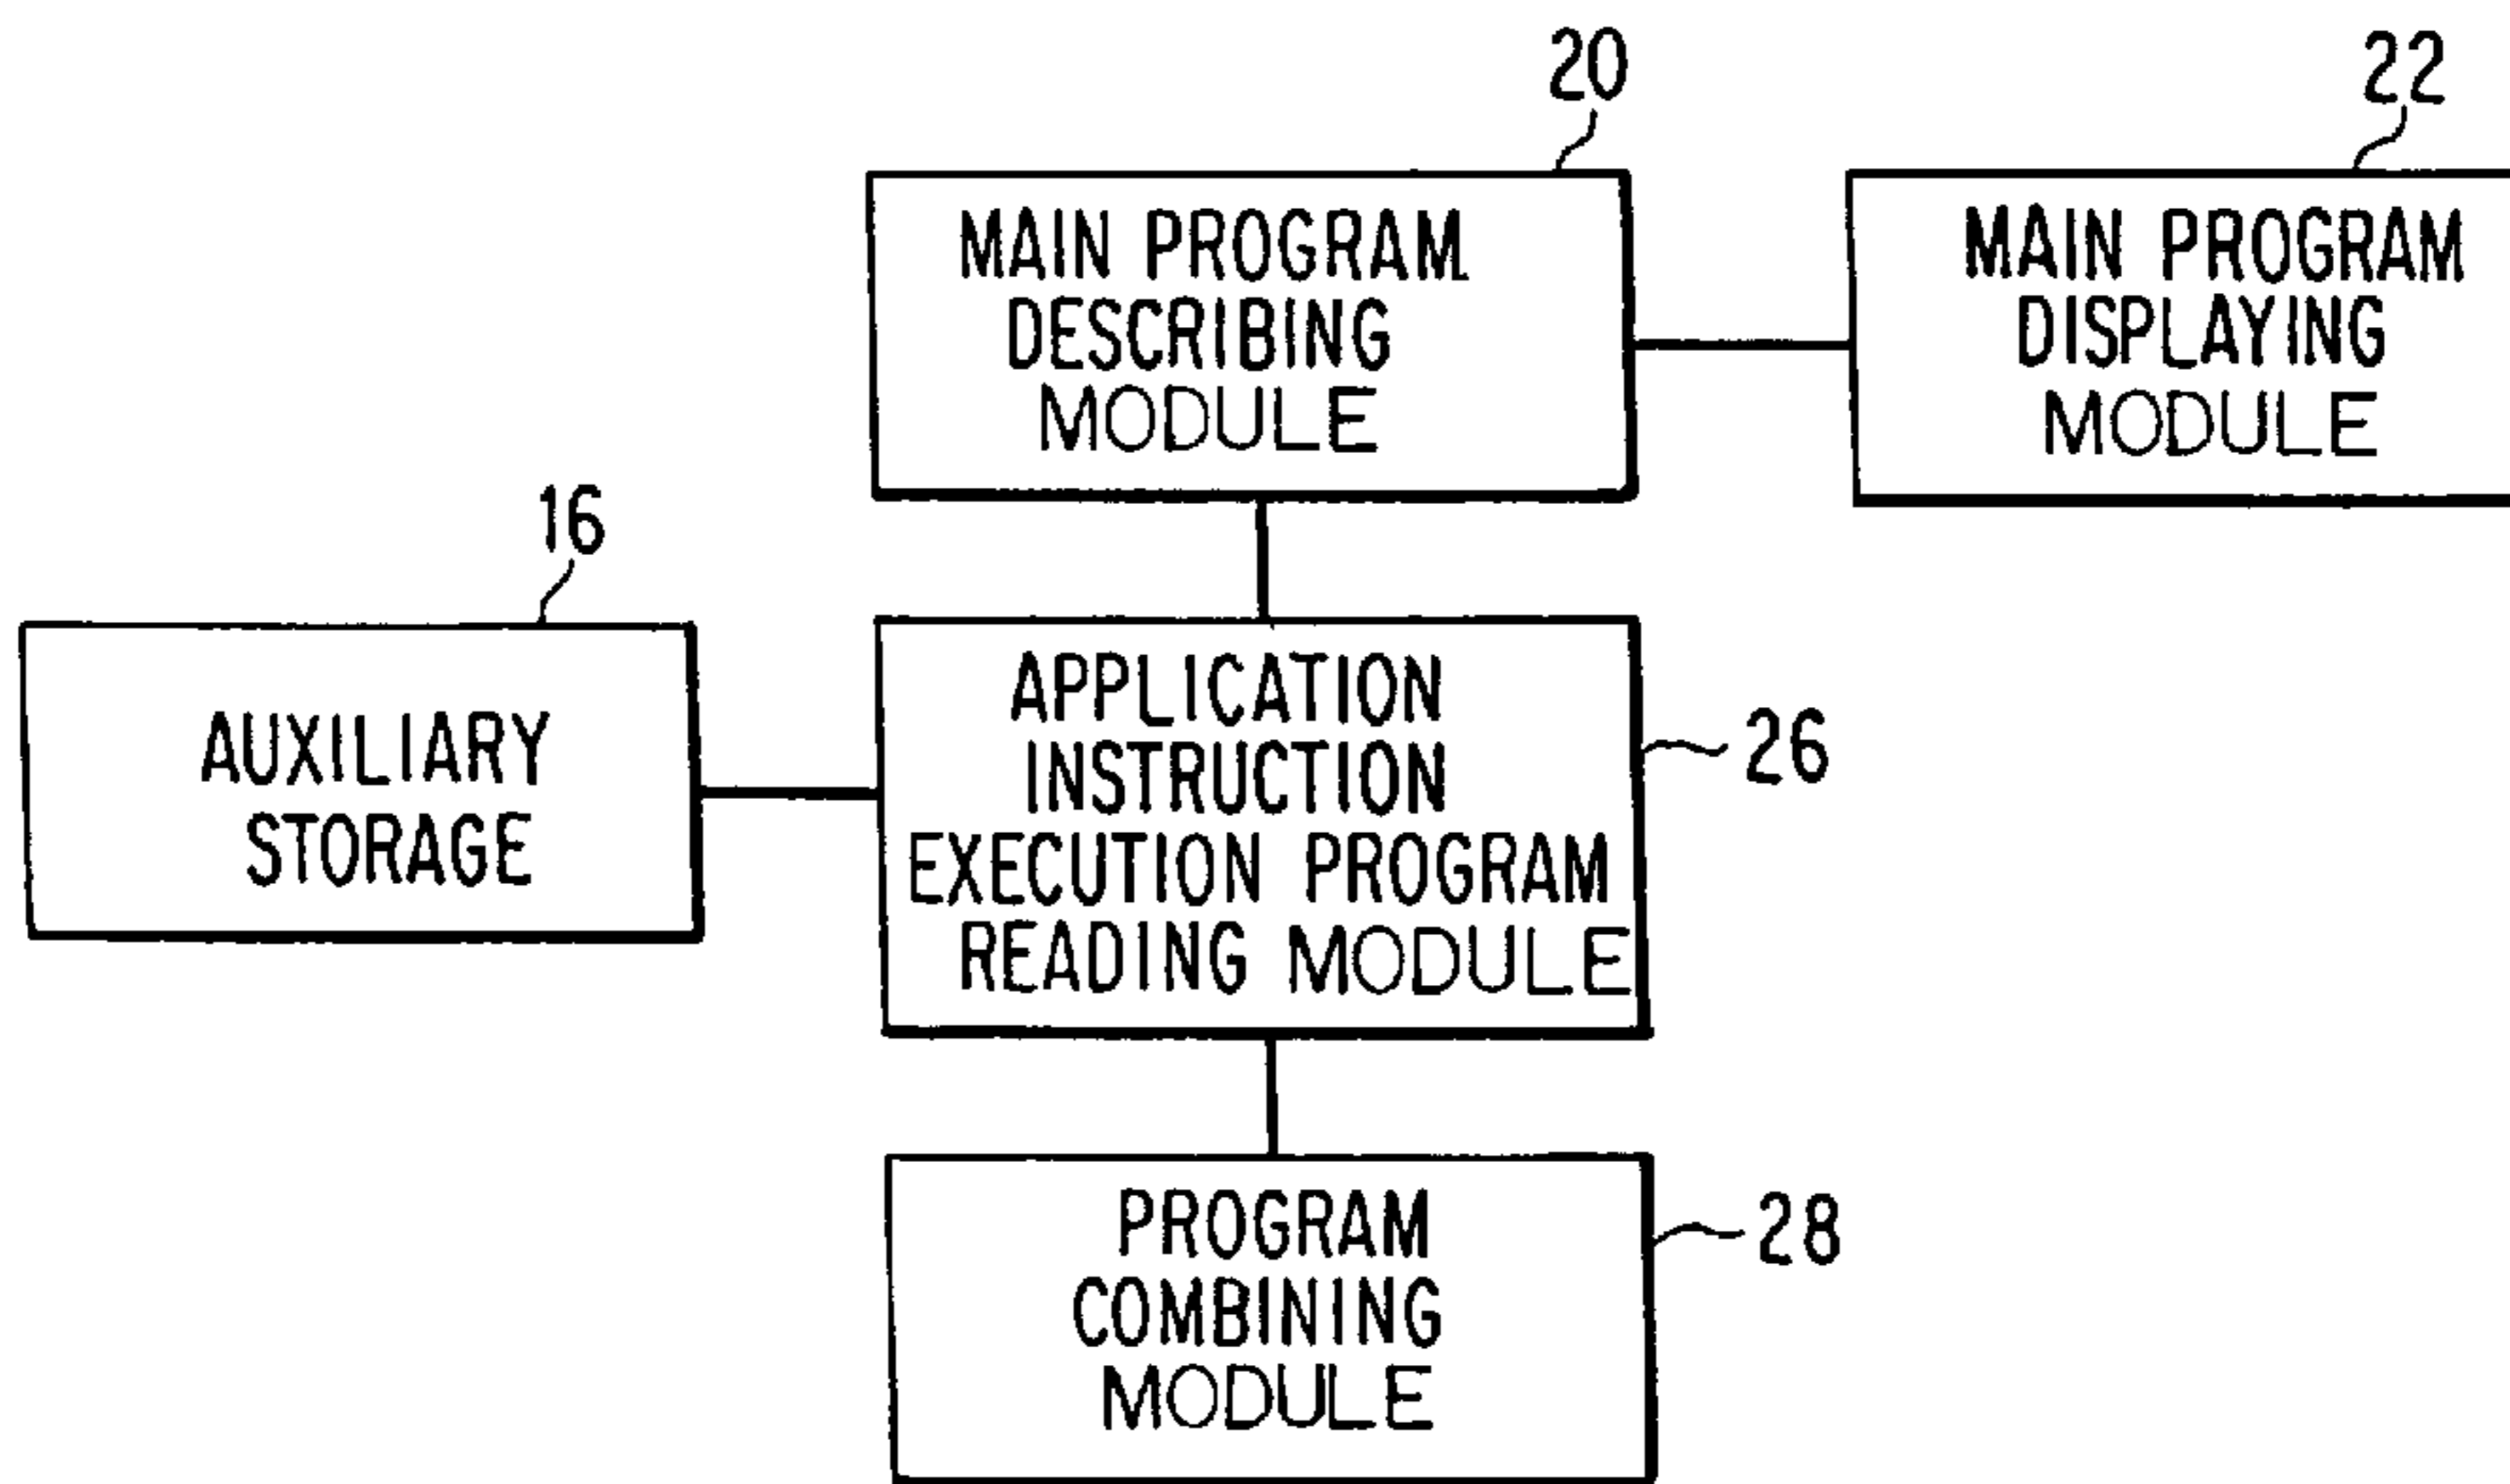 20
22
MAIN PROGRAM
DESCRIBING
MODULE
MAIN PROGRAM
DISPLAYING
MODULE
16
AUXILIARY
STORAGE
APPLICATION
INSTRUCTION
EXECUTION PROGRAM
READING MODULE
26
PROGRAM
COMBINING
MODULE
28